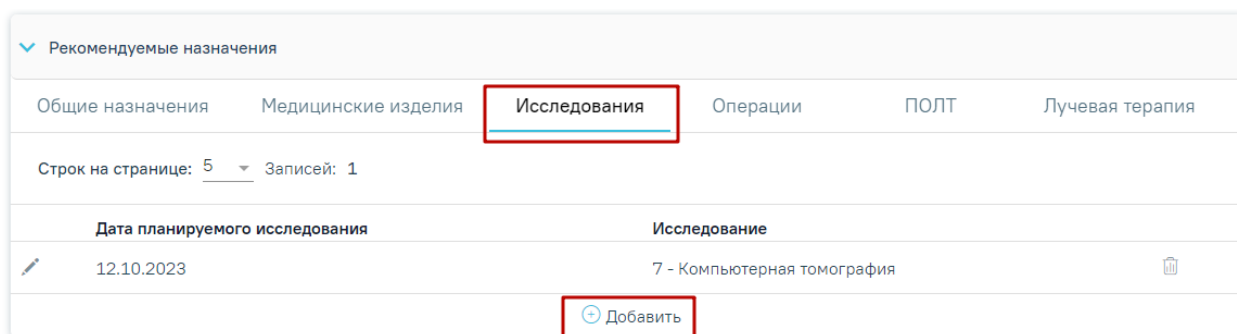 Рекомендуемые назначения
Общие назначения Медицинские изделия Исследования Операции ПОЛТ Лучевая терапия
Строк на странице: 5 Записей: 1
Дата планируемого исследования Исследование
12.10.2023 7 - Компьютерная томография
Добавить